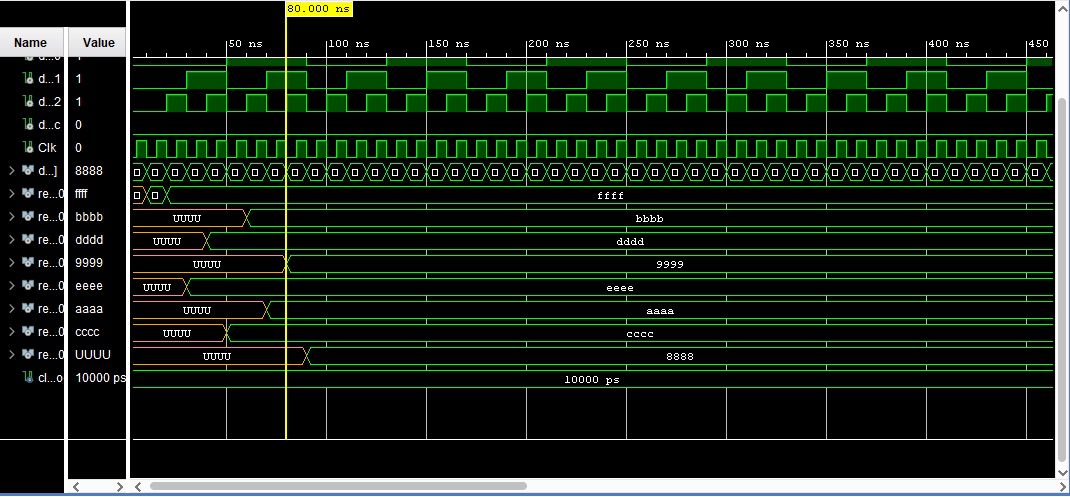 80.000 ns
Name Value
50 ns 100 ns 150 ns 200 ns 250 ns 300 ns 350 ns 400 ns 450
d...1 1
d...2 1
d...c 0
Clk 0
d...] 8888
re...0 ffff ffff
re...0 bbbb UUUU bbbb
re...0 dddd UUUU dddd
re...0 9999 UUUU 9999
re...0 eeee UUUU eeee
re...0 aaaa UUUU aaaa
re...0 cccc UUUU cccc
re...0 UUUU UUUU 8888
cl...o 10000 ps 10000 ps